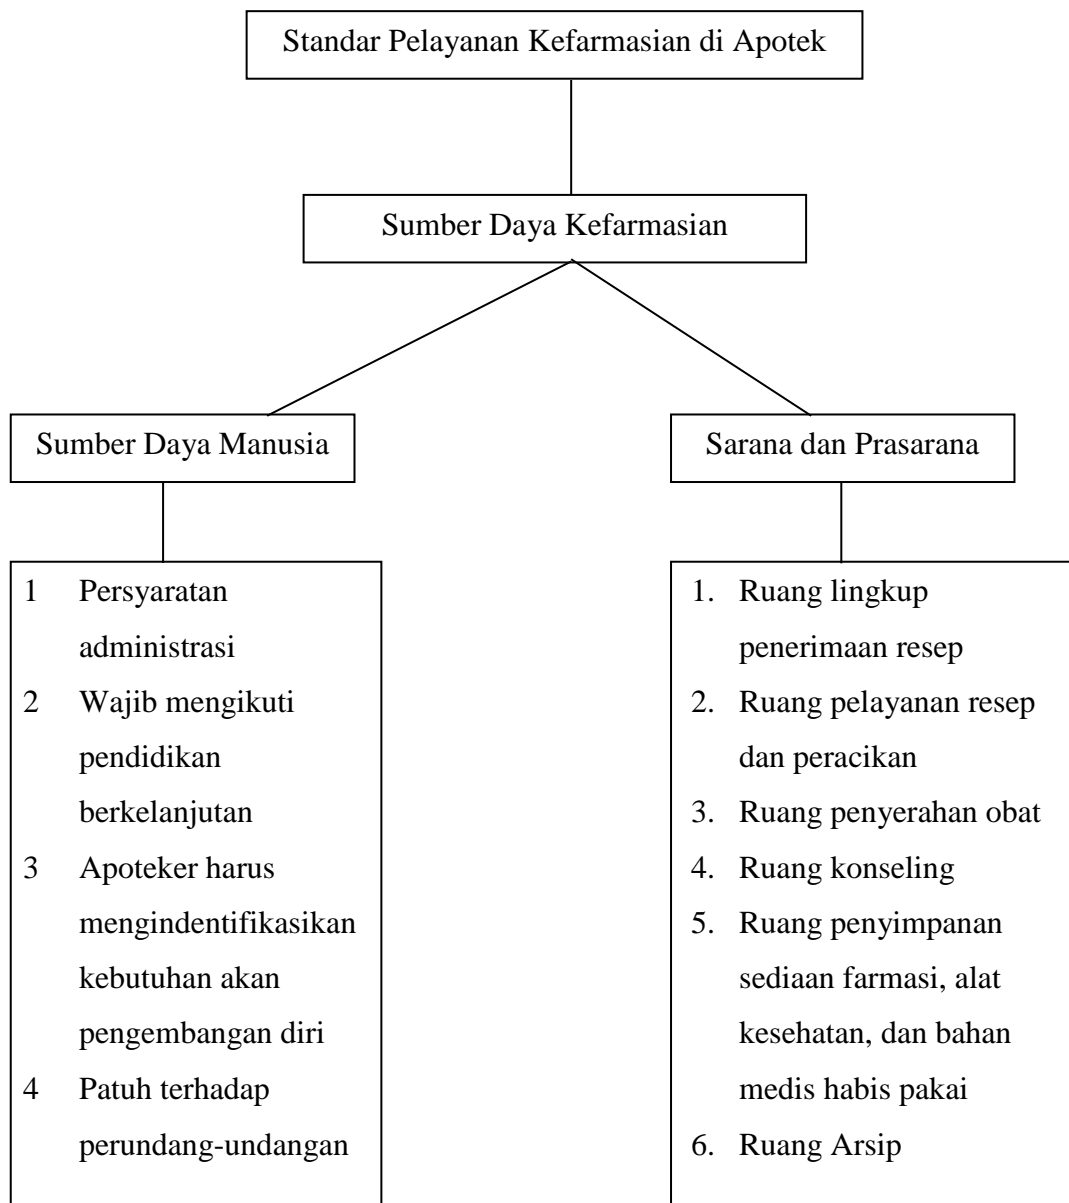 Standar Pelayanan Kefarmasian di Apotek
Sumber Daya Kefarmasian
Sumber Daya Manusia
1 Persyaratan
administrasi
2 Wajib mengikuti
pendidikan
berkelanjutan
3 Apoteker harus
mengindentifikasikan
kebutuhan akan
pengembangan diri
4 Patuh terhadap
perundang-undangan
Sarana dan Prasarana
1. Ruang lingkup
penerimaan resep
2. Ruang pelayanan resep
dan peracikan
3. Ruang penyerahan obat
4. Ruang konseling
5. Ruang penyimpanan
sediaan farmasi, alat
kesehatan, dan bahan
medis habis pakai
6. Ruang Arsip